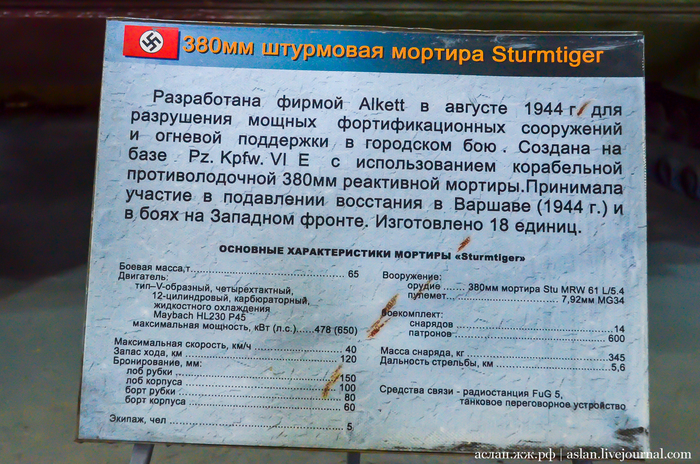 380мм штурмовая мортира Sturmtiger
Разработана фирмой Alkett в августе 1944 г. для
разрушения мощных фортификационных сооружений
и огневой поддержки в городском бою. Создана на
базе Pz. Kpfw. VI E с использованием корабельной
противолодочной 380мм реактивной мортиры.Принимала
участие в подавлении восстания в Варшаве (1944 г.) и
в боях на Западном фронте. Изготовлено 18 единиц.
ОСНОВНЫЕ ХАРАКТЕРИСТИКИ МОРТИРЫ «Sturmtiger»
Боевая масса,т.................. 65
Двигатель:
тип–V-образный, четырехтактный,
12-цилиндровый, карбюраторный,
жидкостного охлаждения
Maybach HL230 P45
максимальная мощность, кВт (л.с.)....478 (650)
Максимальная скорость, км/ч .......... 40
Запас хода, км .......... 120
Бронирование, мм:
лоб рубки .......... 150
лоб корпуса .......... 100
борт рубки .......... 80
борт корпуса .......... 60
Экипаж, чел .......... 5
Вооружение:
орудие ..... 380мм мортира Stu MRW 61 L/5.4
пулемет.......... 7,92мм MG34
Боекомплект:
снарядов .......... 14
патронов .......... 600
Масса снаряда, кг .......... 345
Дальность стрельбы, км .......... 5,6
Средства связи - радиостанция FuG 5,
танковое переговорное устройство
аслан.жж.рф | aslan.livejournal.com